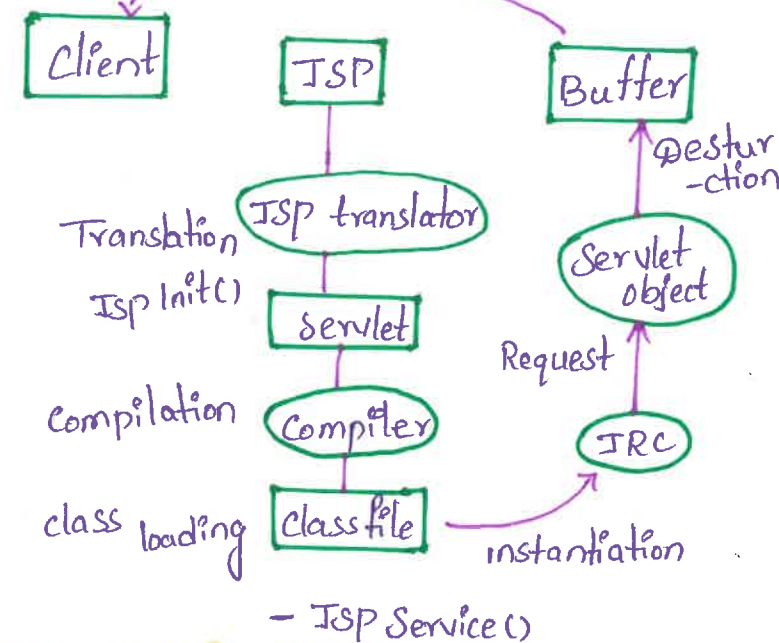 Client
JSP
Buffer
Destur
-ction
JSP translator
Translation
Servlet
object
JSP Init()
Servlet
Request
Compilation
Compiler
JRC
class loading
Class file
instantiation
- JSP Service()